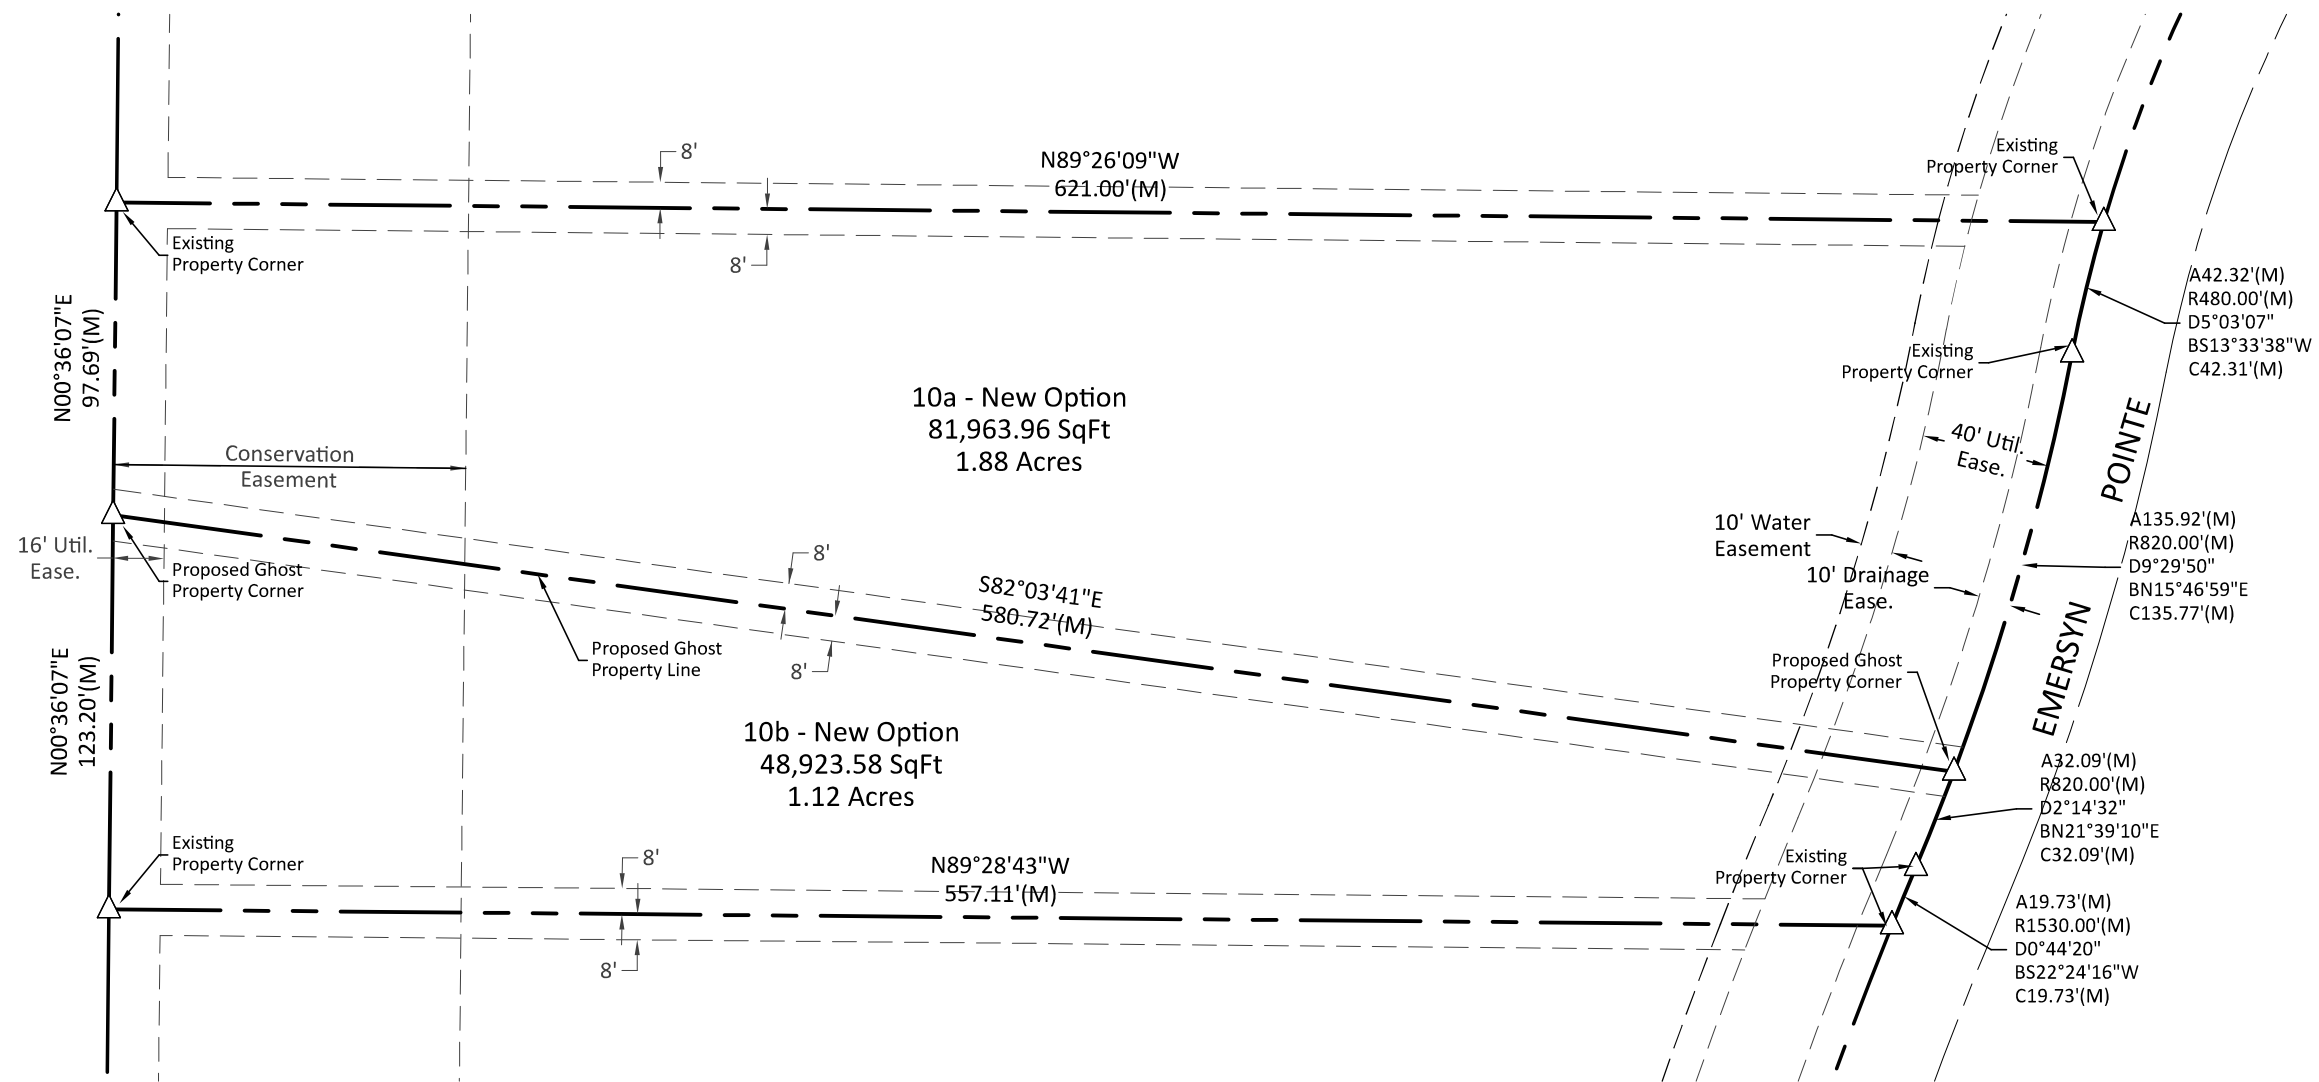 8'
N89°26'09"W
621.00'(M)
Existing
Property Corner
Existing
Property Corner
8'
A42.32'(M)
R480.00'(M)
D5°03'07"
BS13°33'38"W
C42.31'(M)
N00°36'07"E
97.69'(M)
Existing
Property Corner
10a - New Option
81,963.96 SqFt
1.88 Acres
Conservation
Easement
40' Util.
Ease.
POINTE
10' Water
Easement
A135.92'(M)
R820.00'(M)
D9°29'50"
BN15°46'59"E
C135.77'(M)
16' Util.
Ease.
Proposed Ghost
Property Corner
8'
S82°03'41"E
580.72'(M)
10' Drainage
Ease.
Proposed Ghost
Property Line
8'
Proposed Ghost
Property Corner
EMERSYN
N00°36'07"E
123.20'(M)
10b - New Option
48,923.58 SqFt
1.12 Acres
A32.09'(M)
R820.00'(M)
D2°14'32"
BN21°39'10"E
C32.09'(M)
Existing
Property Corner
8'
N89°28'43"W
557.11'(M)
Existing
Property Corner
8'
A19.73'(M)
R1530.00'(M)
D0°44'20"
BS22°24'16"W
C19.73'(M)